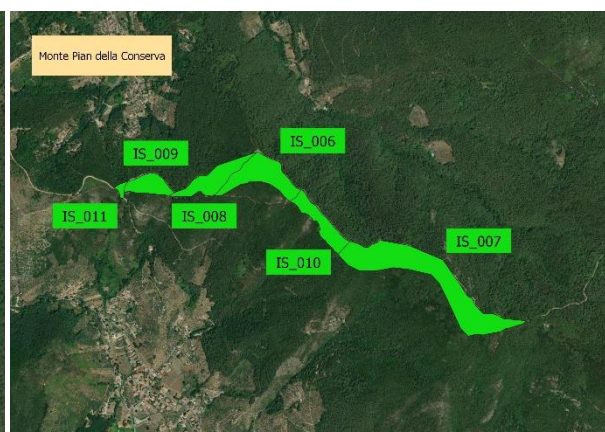 Monte Pian della Conserva
IS_009
IS_006
IS_011
IS_008
IS_007
IS_010